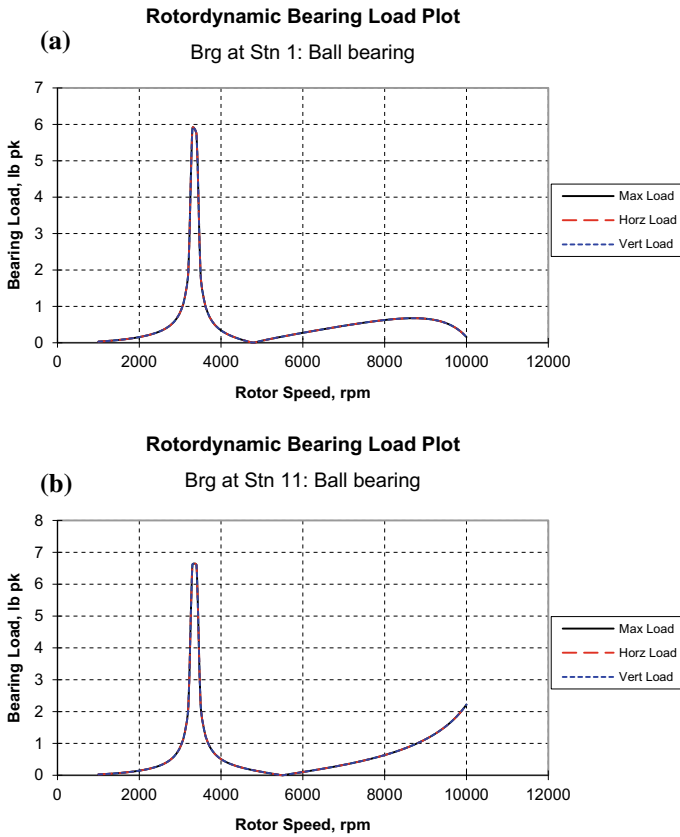 Rotordynamic Bearing Load Plot
(a)
Brg at Stn 1: Ball bearing
7
6
5
4
3
2
1
0
Bearing Load, lb pk
0 2000 4000 6000 8000 10000 12000
Rotor Speed, rpm
Max Load
Horz Load
Vert Load
Rotordynamic Bearing Load Plot
(b)
Brg at Stn 11: Ball bearing
8
7
6
5
4
3
2
1
0
Bearing Load, lb pk
0 2000 4000 6000 8000 10000 12000
Rotor Speed, rpm
Max Load
Horz Load
Vert Load